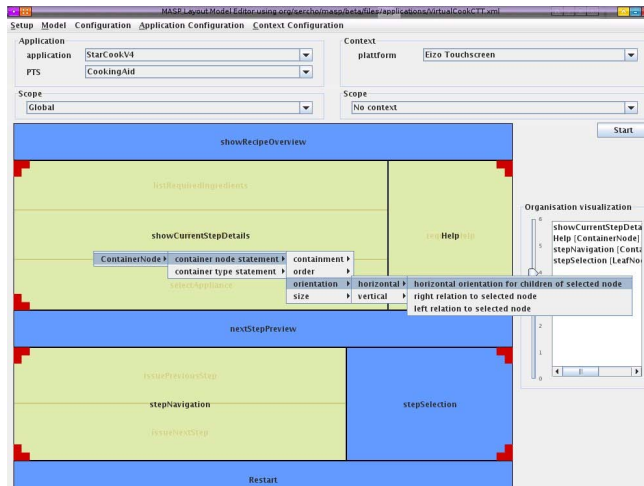 MASP Layout Model Editor using org/sercho/masp/beta/files/applications/VirtualCookCTT.xml
Setup Model Configuration Application Configuration Context Configuration
Application
application StarCookV4
PTS CookingAid
Context
plattform Eizo Touchscreen
Scope
Global
Scope
No context
Start
showRecipeOverview
listRequiredIngredients
showCurrentStepDetails
Help
selectAppliance
ContainerNode
container node statement
container type statement
containment
order
orientation
size
horizontal
vertical
horizontal orientation for children of selected node
right relation to selected node
left relation to selected node
nextStepPreview
issuePreviousStep
stepNavigation
issueNextStep
stepSelection
Restart
Organisation visualization
showCurrentStepDeta
Help [ContainerNode]
stepNavigation [Conta
stepSelection [LeafNo
5
2
1
0